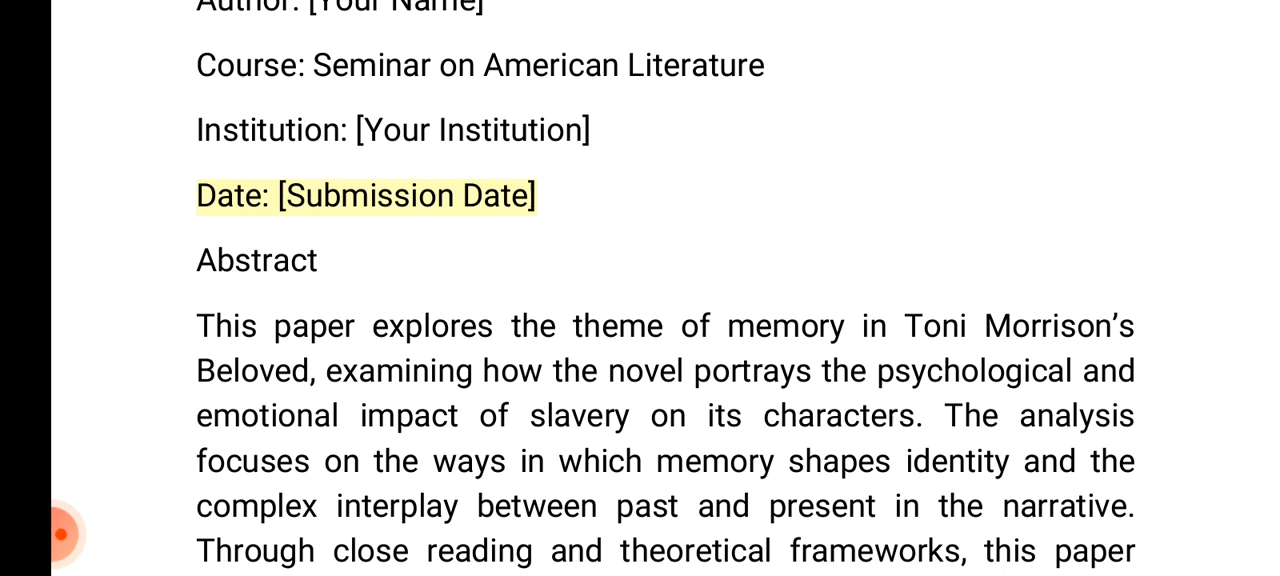 Author: [Your Name]
Course: Seminar on American Literature
Institution: [Your Institution]
Date: [Submission Date]
Abstract
This paper explores the theme of memory in Toni Morrison’s
Beloved, examining how the novel portrays the psychological and
emotional impact of slavery on its characters. The analysis
focuses on the ways in which memory shapes identity and the
complex interplay between past and present in the narrative.
Through close reading and theoretical frameworks, this paper